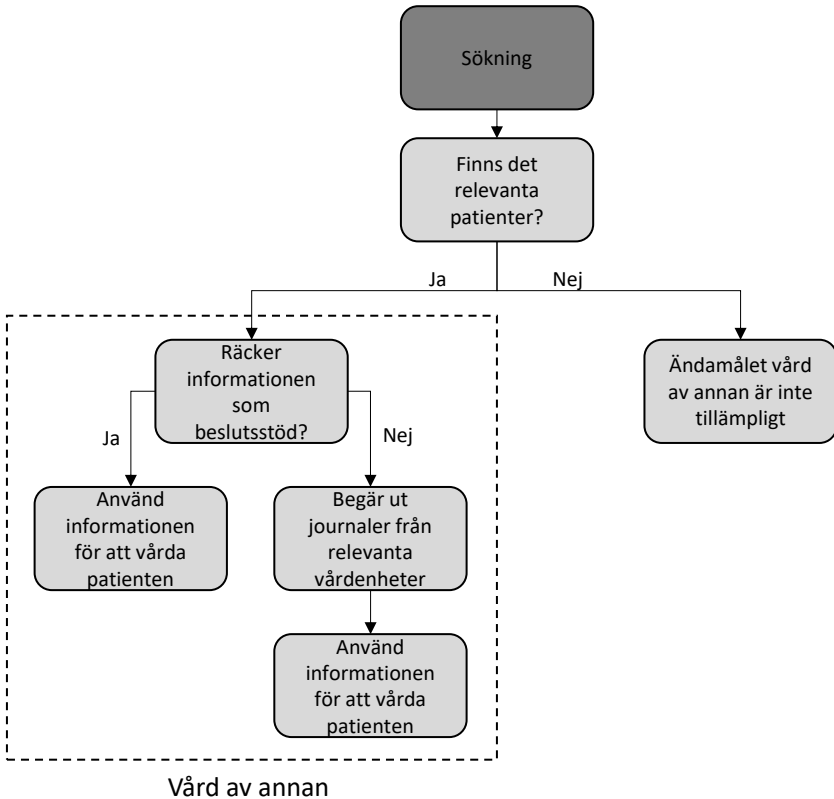 Sökning
Finns det
relevanta
patienter?
Ja
Nej
Räcker
informationen
som
beslutsstöd?
Ändamålet vård
av annan är inte
tillämpligt
Ja
Nej
Använd
informationen
för att vårda
patienten
Begär ut
journaler från
relevanta
vårdenheter
Använd
informationen
för att vårda
patienten
Vård av annan